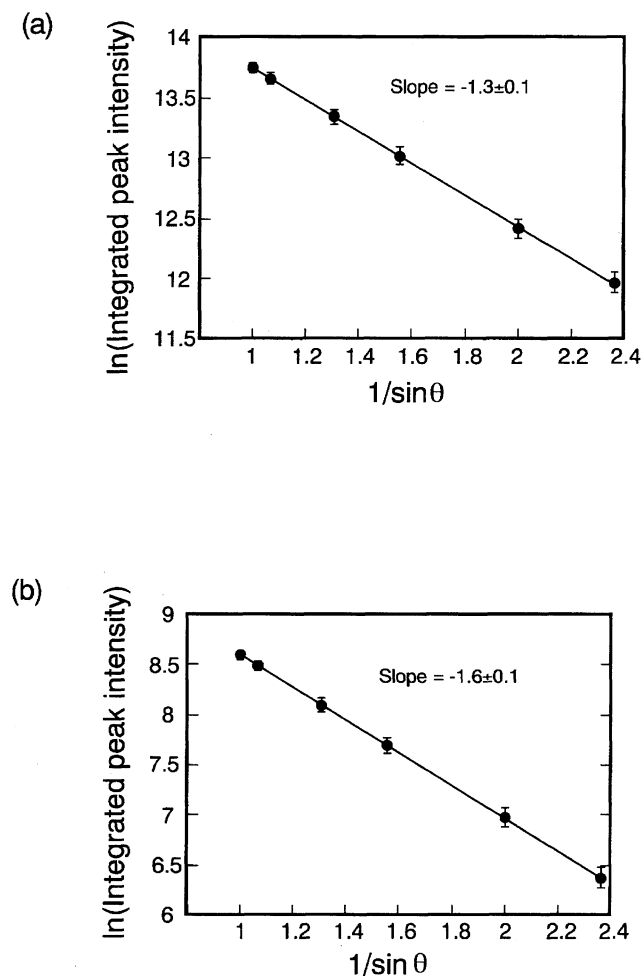 (a)
ln(Integrated peak intensity)
14
13.5
13
12.5
12
11.5
Slope = -1.3±0.1
1 1.2 1.4 1.6 1.8 2 2.2 2.4
1/sinθ
(b)
ln(Integrated peak intensity)
9
8.5
8
7.5
7
6.5
6
Slope = -1.6±0.1
1 1.2 1.4 1.6 1.8 2 2.2 2.4
1/sin θ